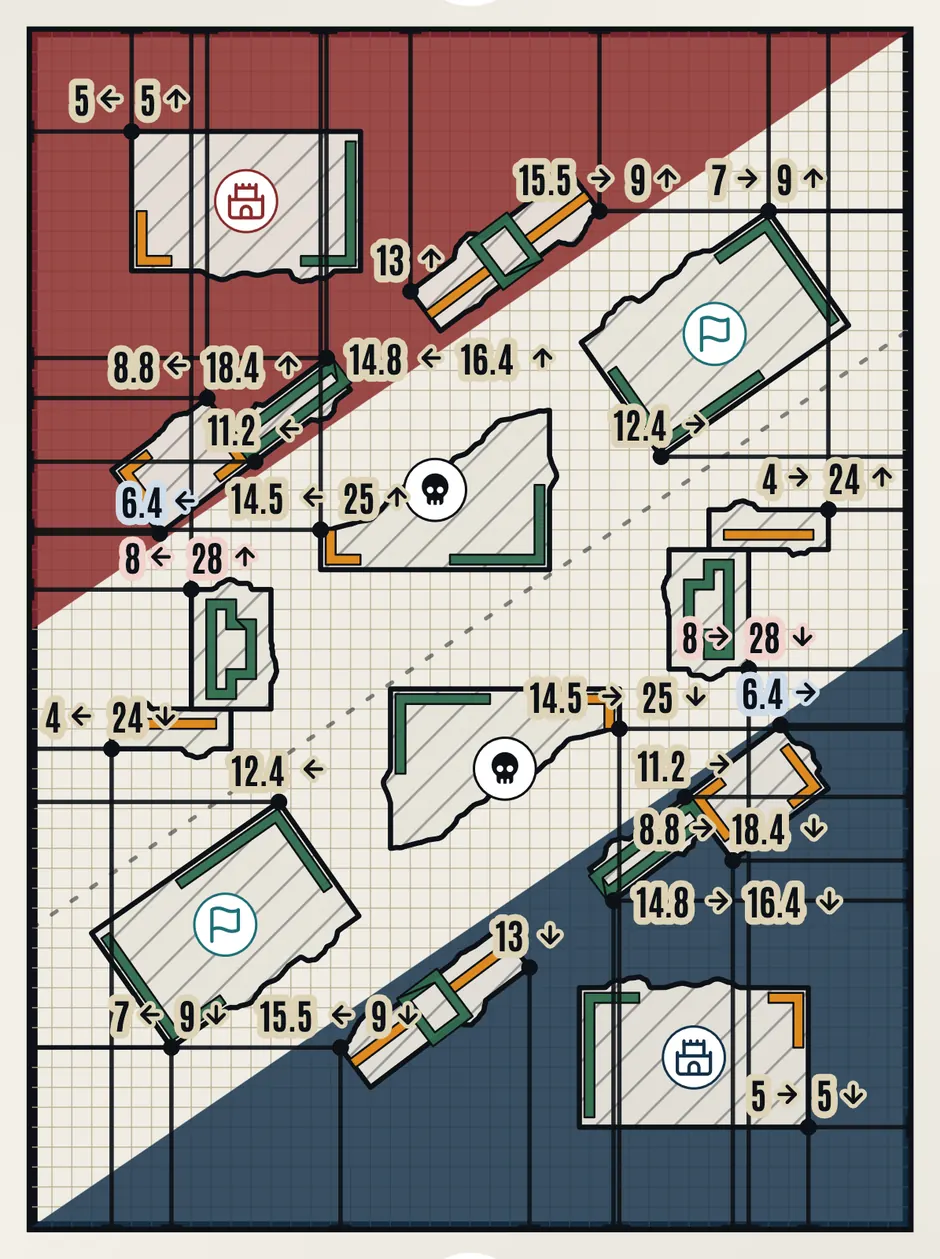 5 ← 5 ↑
15.5 → 9 ↑ 7 → 9 ↑
13 ↑
8.8 ← 18.4 ↑ 14.8 ← 16.4 ↑
11.2 ←
12.4 →
4 → 24 ↑
6.4 ← 14.5 ← 25 ↑
8 ← 28 ↑
8 → 28 ↓
14.5 → 25 ↓ 6.4 →
4 ← 24 ↓
12.4 ← 11.2 →
8.8 → 18.4 ↓
14.8 → 16.4 ↓
13 ↓
7 ← 9 ↓ 15.5 ← 9 ↓
5 → 5 ↓